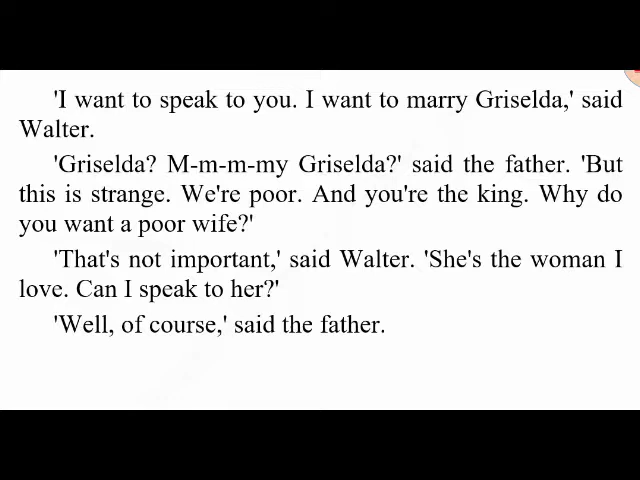 'I want to speak to you. I want to marry Griselda,' said
Walter.
'Griselda? M-m-m-my Griselda?' said the father. 'But
this is strange. We're poor. And you're the king. Why do
you want a poor wife?'
'That's not important,' said Walter. 'She's the woman I
love. Can I speak to her?'
'Well, of course,' said the father.